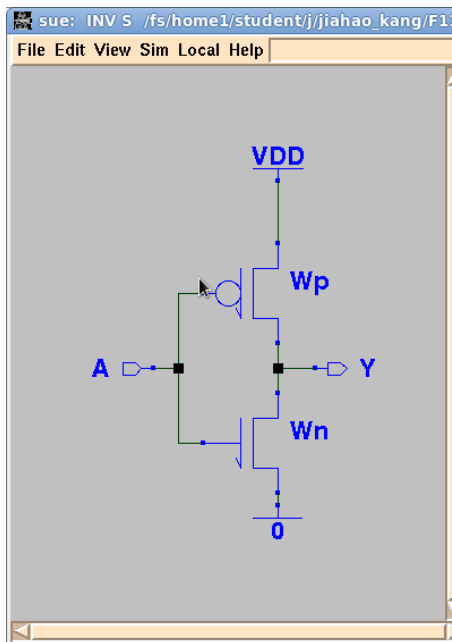 sue: INV S /fs/home1/student/j/jiahao_kang/F1
File Edit View Sim Local Help
VDD
Wp
A
Y
Wn
0